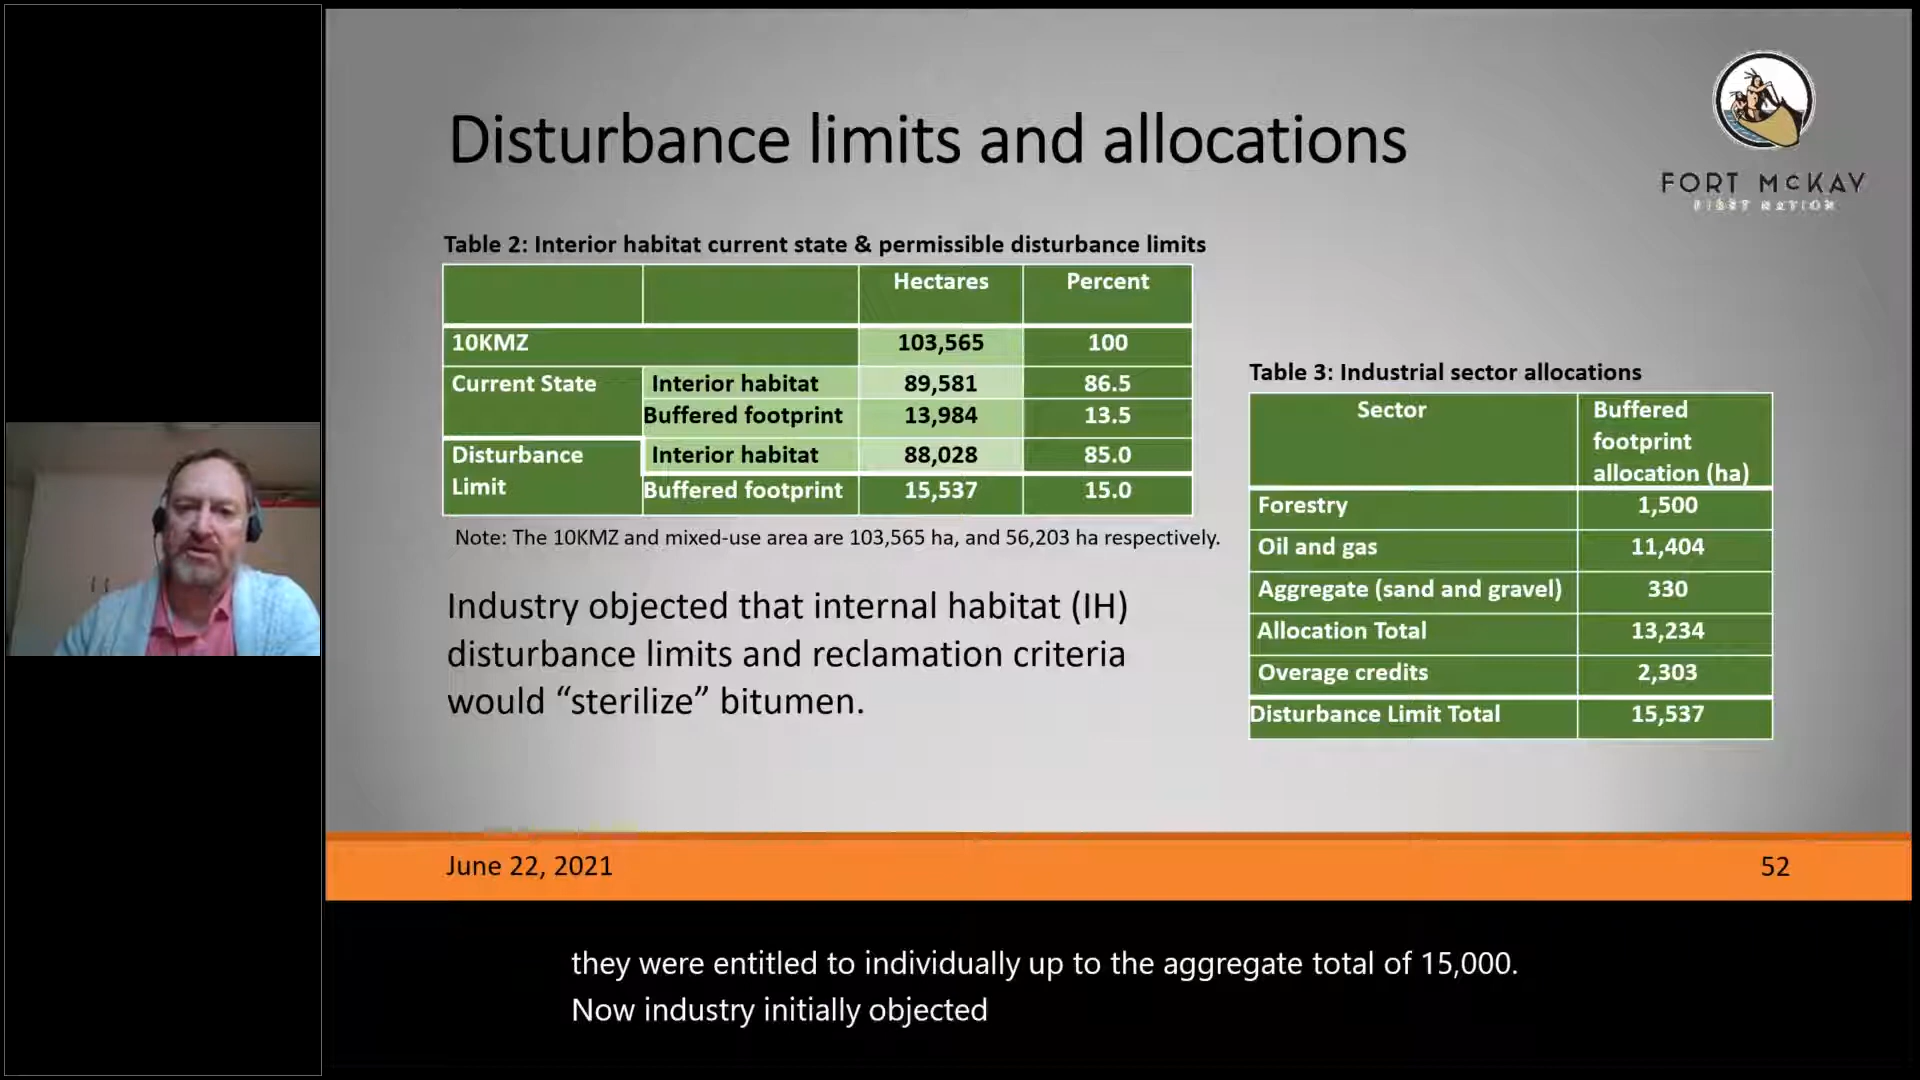 Disturbance limits and allocations
FORT McKAY
FIRST NATION
Table 2: Interior habitat current state & permissible disturbance limits
Hectares Percent
10KMZ 103,565 100
Current State Interior habitat 89,581 86.5
Buffered footprint 13,984 13.5
Disturbance Limit Interior habitat 88,028 85.0
Buffered footprint 15,537 15.0
Note: The 10KMZ and mixed-use area are 103,565 ha, and 56,203 ha respectively.
Industry objected that internal habitat (IH)
disturbance limits and reclamation criteria
would “sterilize” bitumen.
Table 3: Industrial sector allocations
Sector Buffered footprint allocation (ha)
Forestry 1,500
Oil and gas 11,404
Aggregate (sand and gravel) 330
Allocation Total 13,234
Overage credits 2,303
Disturbance Limit Total 15,537
June 22, 2021
52
they were entitled to individually up to the aggregate total of 15,000.
Now industry initially objected